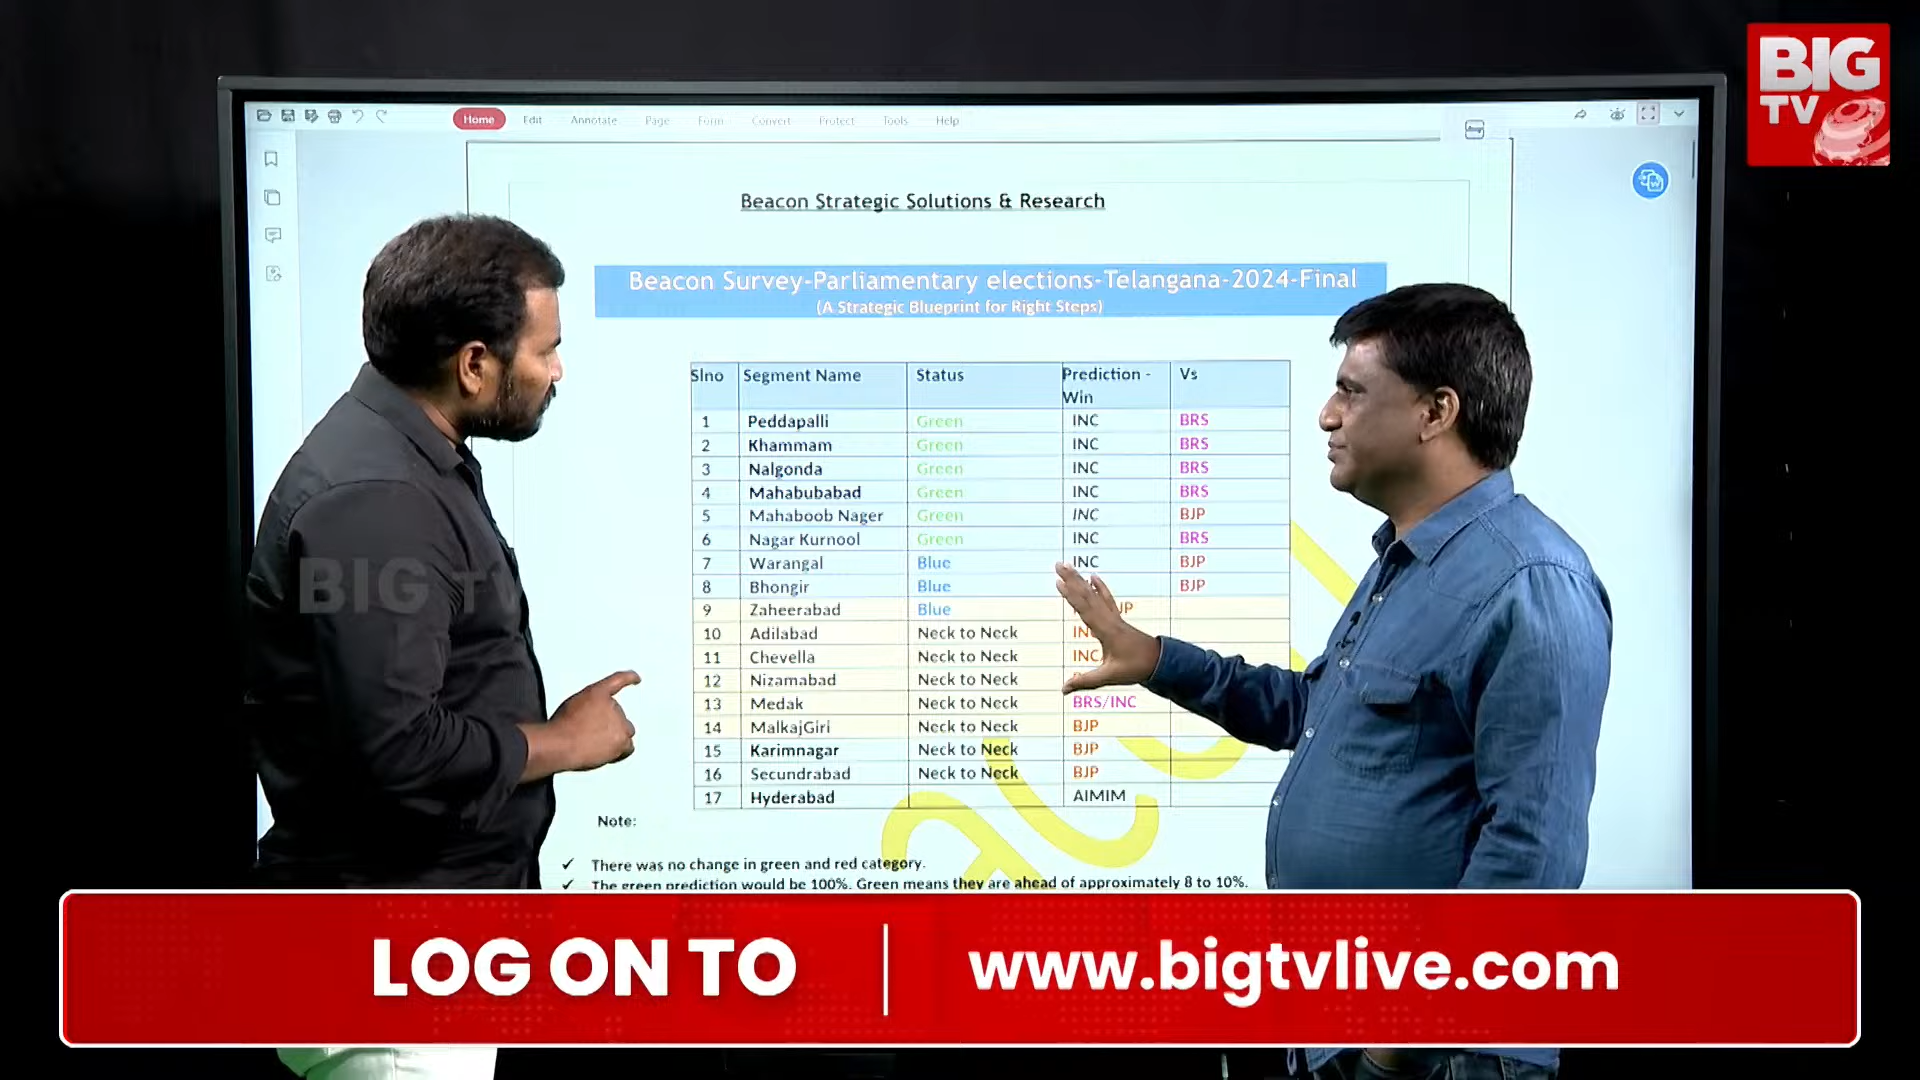 BIG
TV
Home Edit Annotate Page Form Convert Protect Tools Help
Beacon Strategic Solutions & Research
Beacon Survey-Parliamentary elections-Telangana-2024-Final
(A Strategic Blueprint for Right Steps)
Slno Segment Name Status Prediction - Win Vs
1 Peddapalli Green INC BRS
2 Khammam Green INC BRS
3 Nalgonda Green INC BRS
4 Mahabubabad Green INC BRS
5 Mahaboob Nager Green INC BJP
6 Nagar Kurnool Green INC BRS
7 Warangal Blue INC BJP
8 Bhongir Blue BJP
9 Zaheerabad Blue
10 Adilabad Neck to Neck
11 Chevella Neck to Neck INC
12 Nizamabad Neck to Neck
13 Medak Neck to Neck BRS/INC
14 MalkajGiri Neck to Neck BJP
15 Karimnagar Neck to Neck BJP
16 Secundrabad Neck to Neck BJP
17 Hyderabad AIMIM
Note:
✓ There was no change in green and red category.
✓ The green prediction would be 100%. Green means they are ahead of approximately 8 to 10%.
BIG TV
LOG ON TO | www.bigtvlive.com